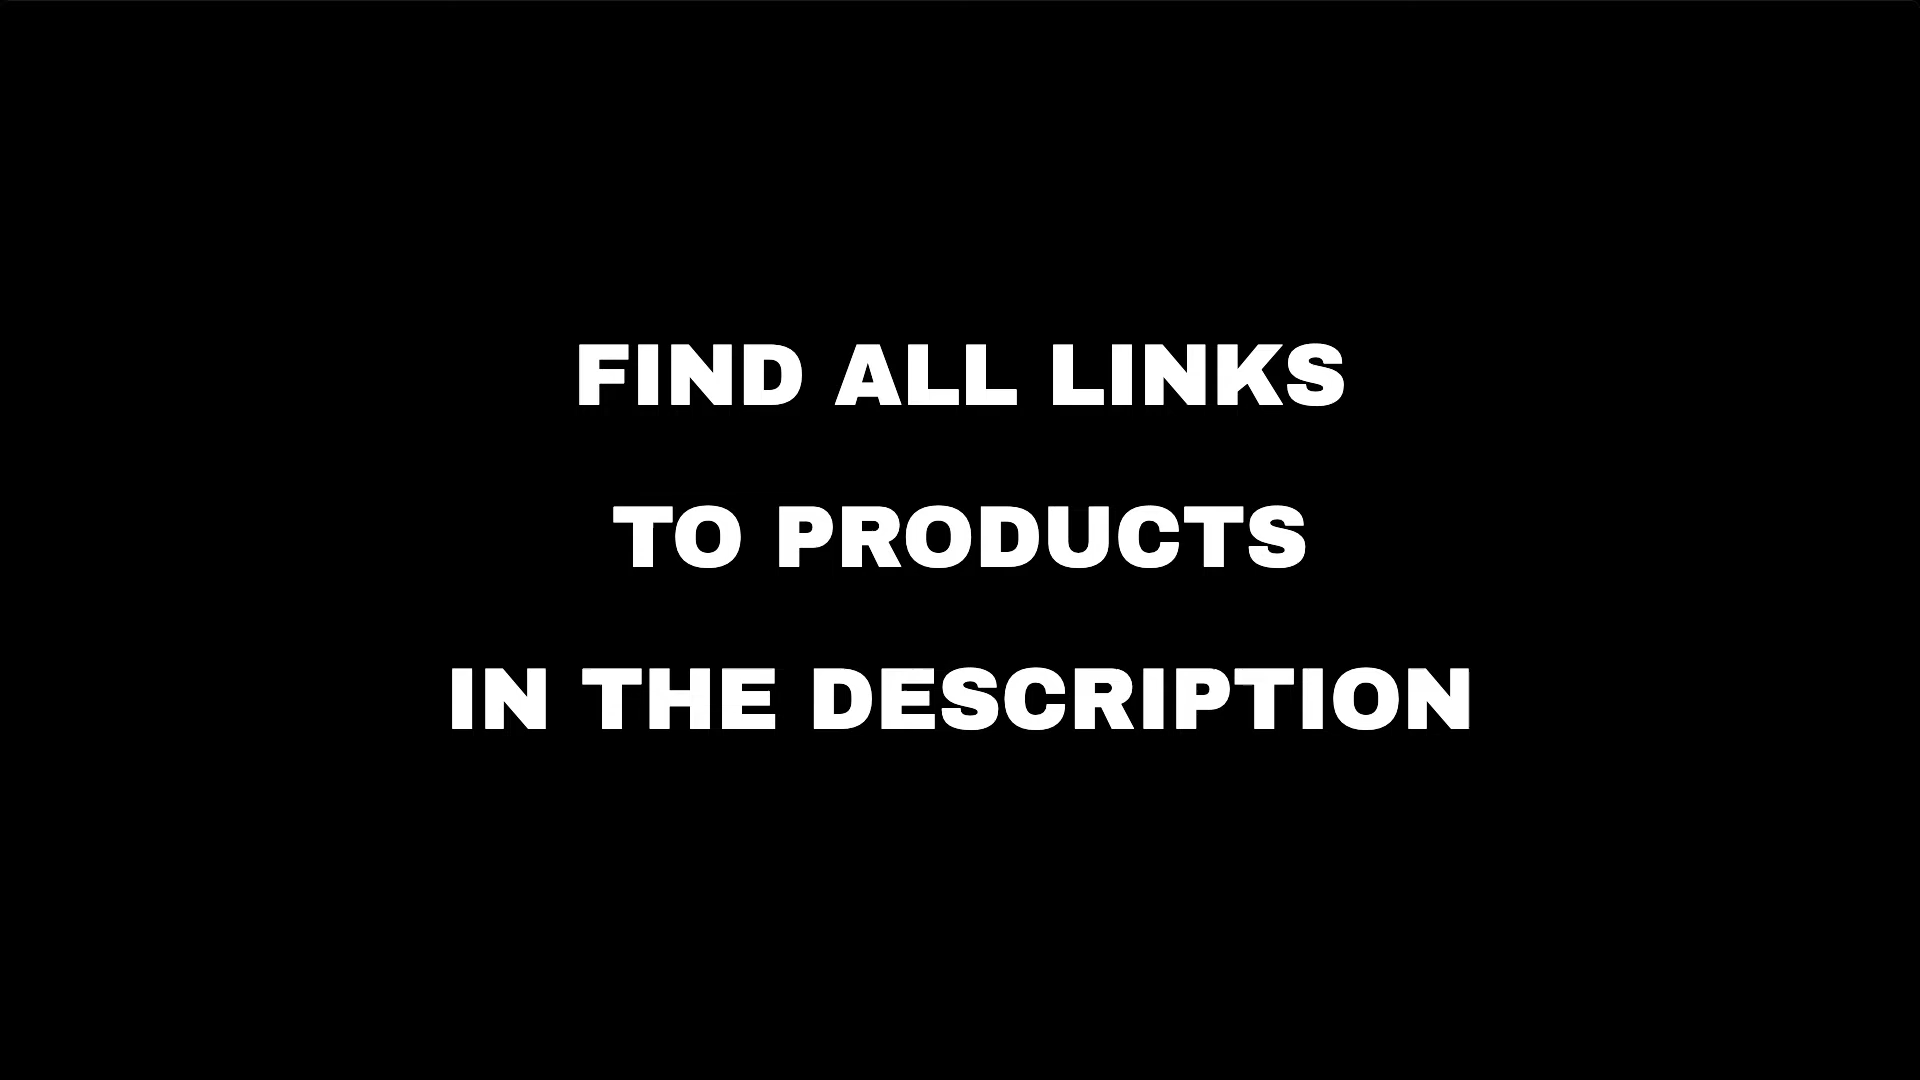 FIND ALL LINKS
TO PRODUCTS
IN THE DESCRIPTION